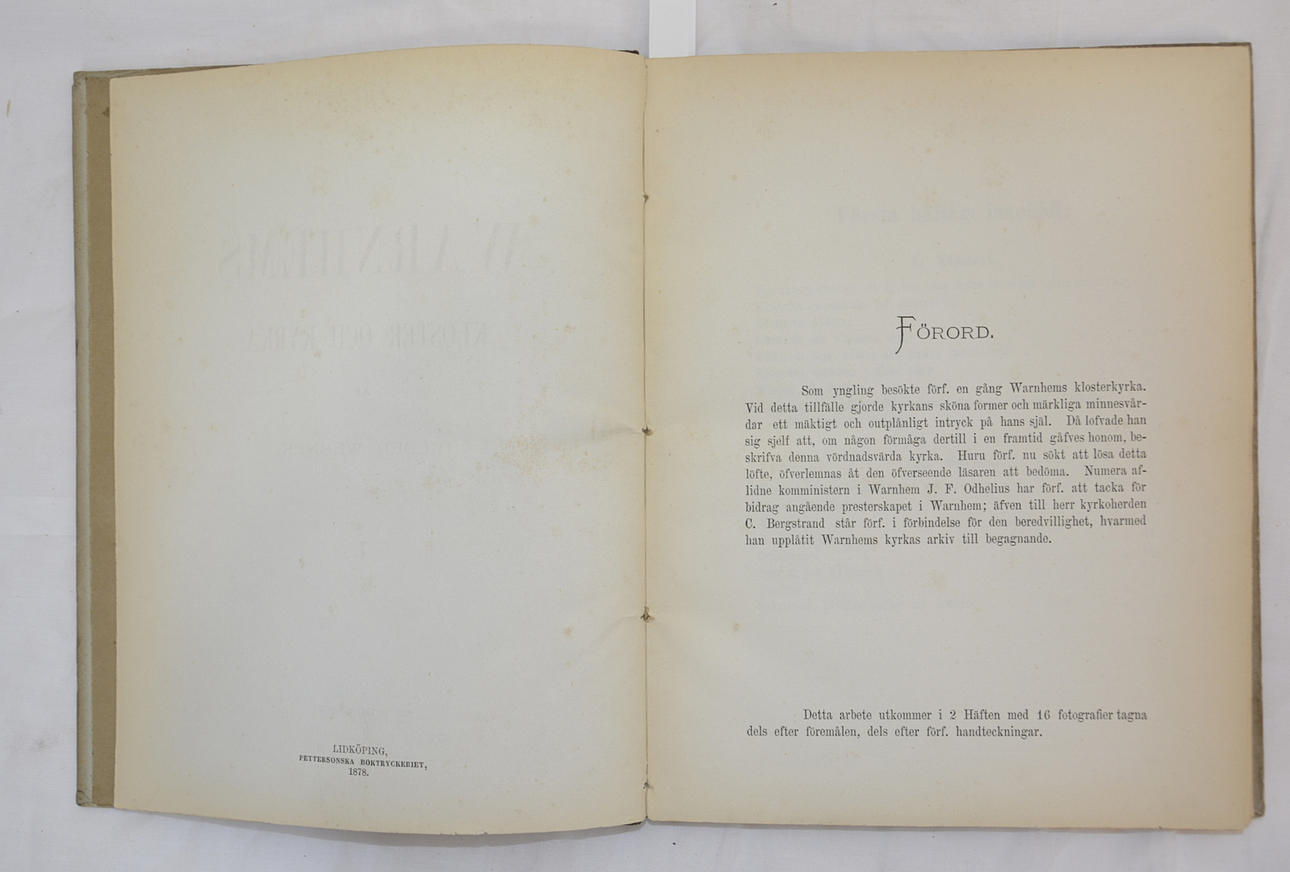 WARNHEMS
KLOSTER OCH KYRKA
LIDKÖPING,
PETTERSONSKA BOKTRYCKERIET,
1878.
FÖRORD.
Som yngling besökte förf. en gång Warnhems klosterkyrka.
Vid detta tillfälle gjorde kyrkans sköna former och märkliga minnesvår-
dar ett mäktigt och outplånligt intryck på hans själ. Då lofvade han
sig sjelf att, om någon förmåga dertill i en framtid gåfves honom, be-
skrifva denna vördnadsvärda kyrka. Huru förf. nu sökt att lösa detta
löfte, öfverlemnas åt den öfverseende läsaren att bedöma. Numera af-
lidne komministern i Warnhem J. F. Odhelius har förf. att tacka för
bidrag angående presterskapet i Warnhem; äfven till herr kyrkoherden
C. Bergstrand står förf. i förbindelse för den beredvillighet, hvarmed
han upplåtit Warnhems kyrkas arkiv till begagnande.
Detta arbete utkommer i 2 Häften med 16 fotografier tagna
dels efter föremålen, dels efter förf. handteckningar.